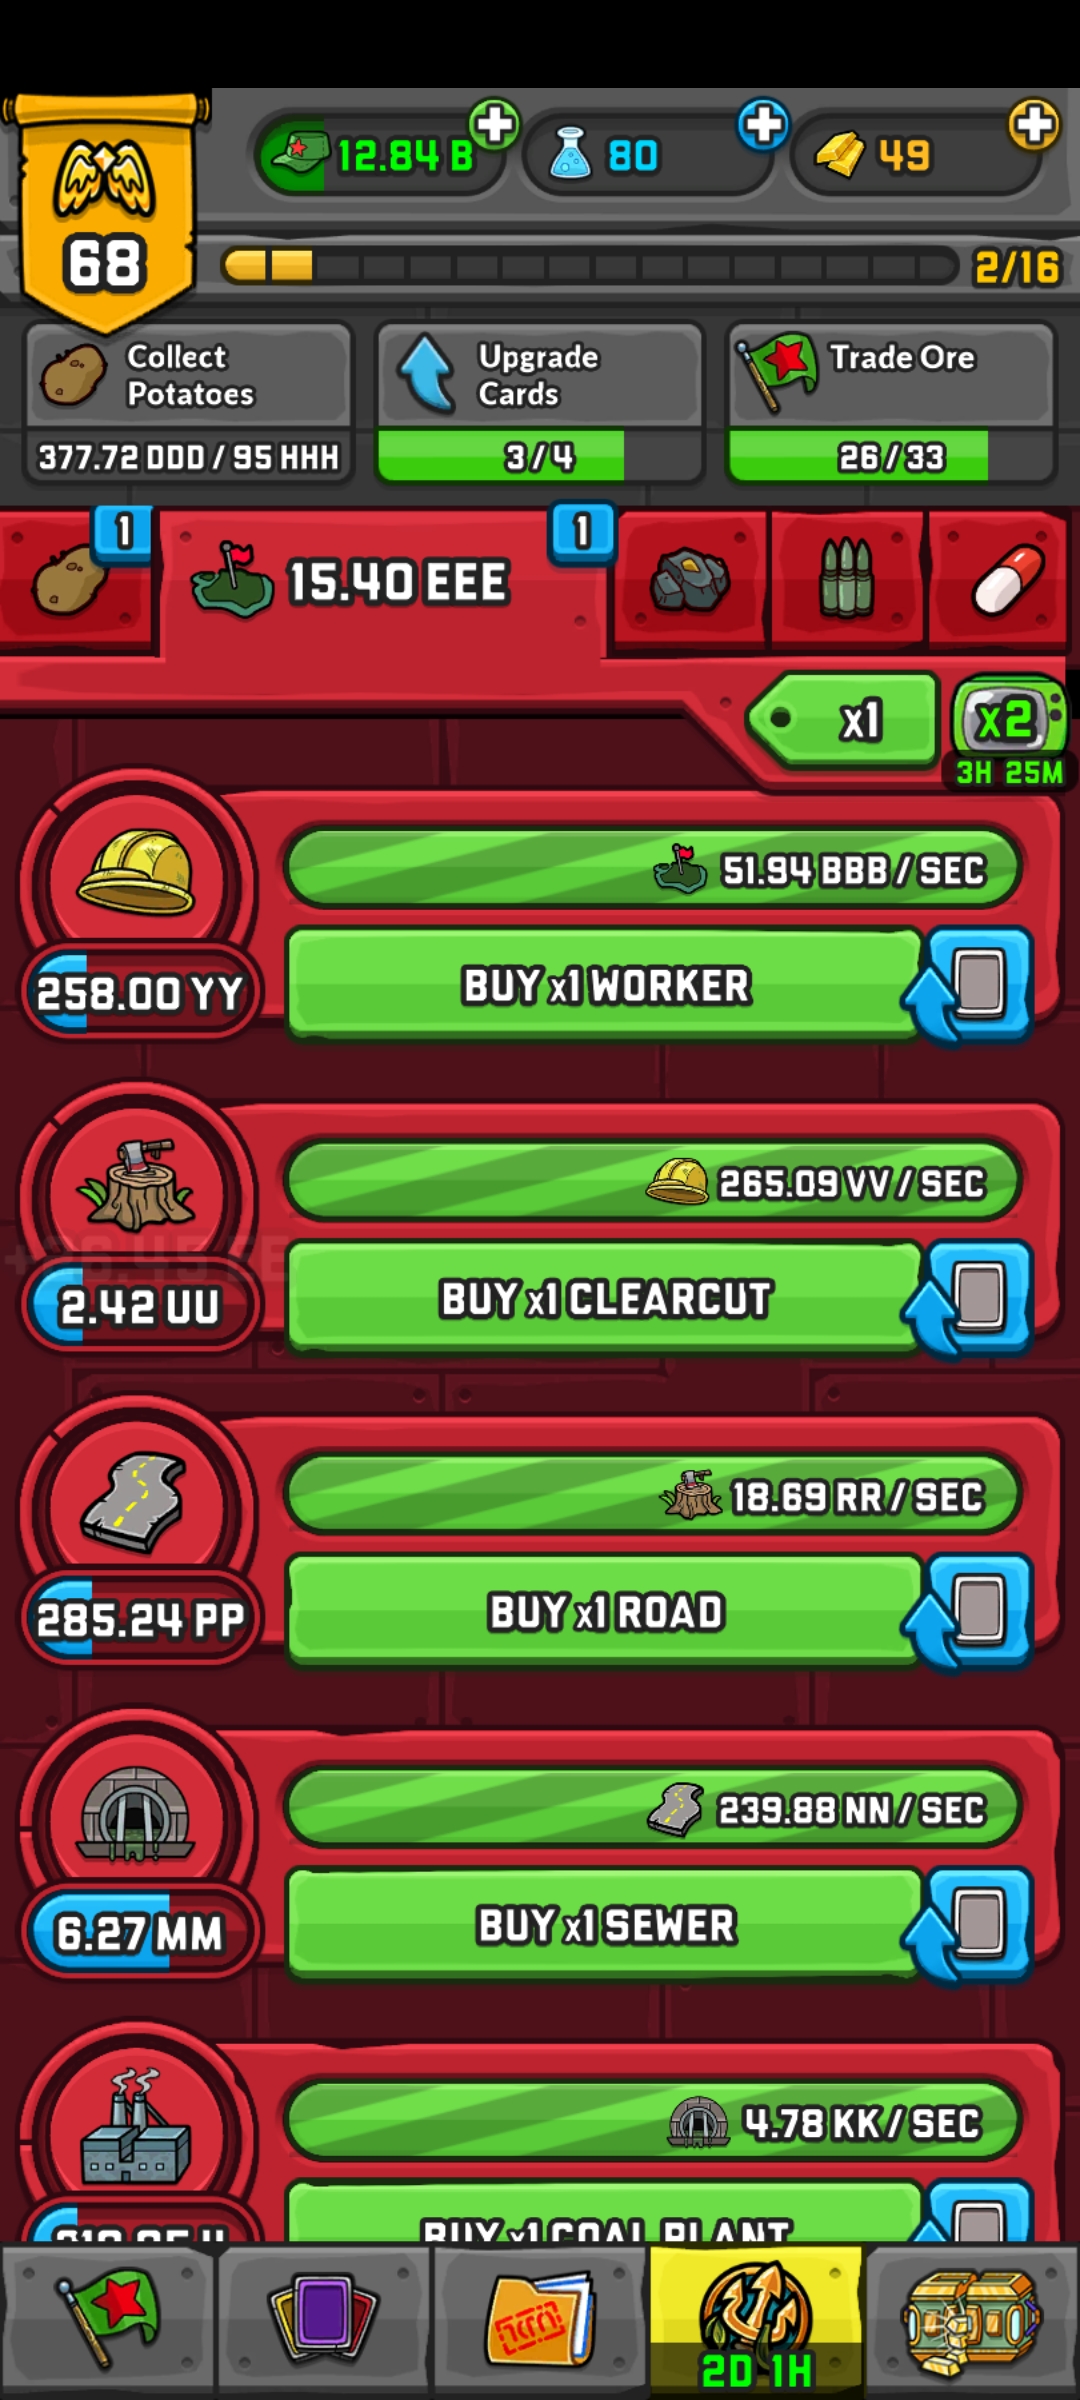 12.84 B
80
49
68
2/16
Collect
Potatoes
Upgrade
Cards
Trade Ore
377.72 DDD / 95 HHH
3/4
26/33
1
15.40 EEE
1
x1
x2
3H 25M
51.94 BBB / SEC
258.00 YY
BUY x1 WORKER
265.09 VV / SEC
2.42 UU
BUY x1 CLEARCUT
18.69 RR / SEC
285.24 PP
BUY x1 ROAD
239.88 NN / SEC
6.27 MM
BUY x1 SEWER
4.78 KK / SEC
BUY x1 COAL PLANT
2D 1H